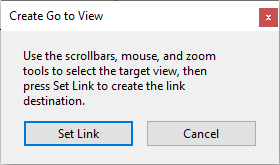 Create Go to View
Use the scrollbars, mouse, and zoom
tools to select the target view, then
press Set Link to create the link
destination.
Set Link
Cancel